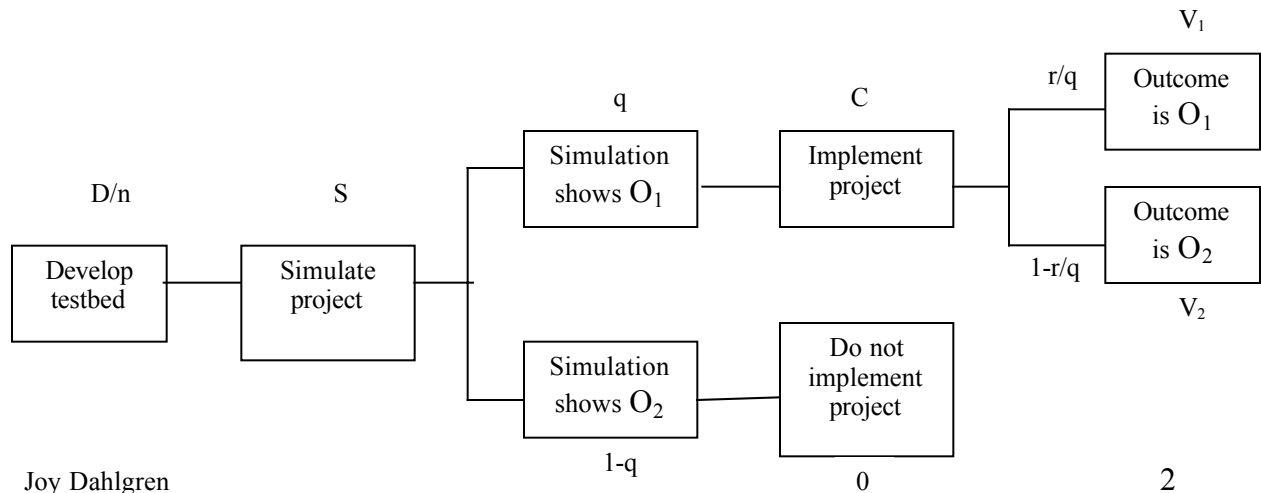 V₁
r/q
Outcome
is O₁
q
C
Simulation
shows O₁
Implement
project
D/n
S
Outcome
is O₂
Develop
testbed
Simulate
project
1-r/q
V₂
Simulation
shows O₂
Do not
implement
project
1-q
0
Joy Dahlgren
2